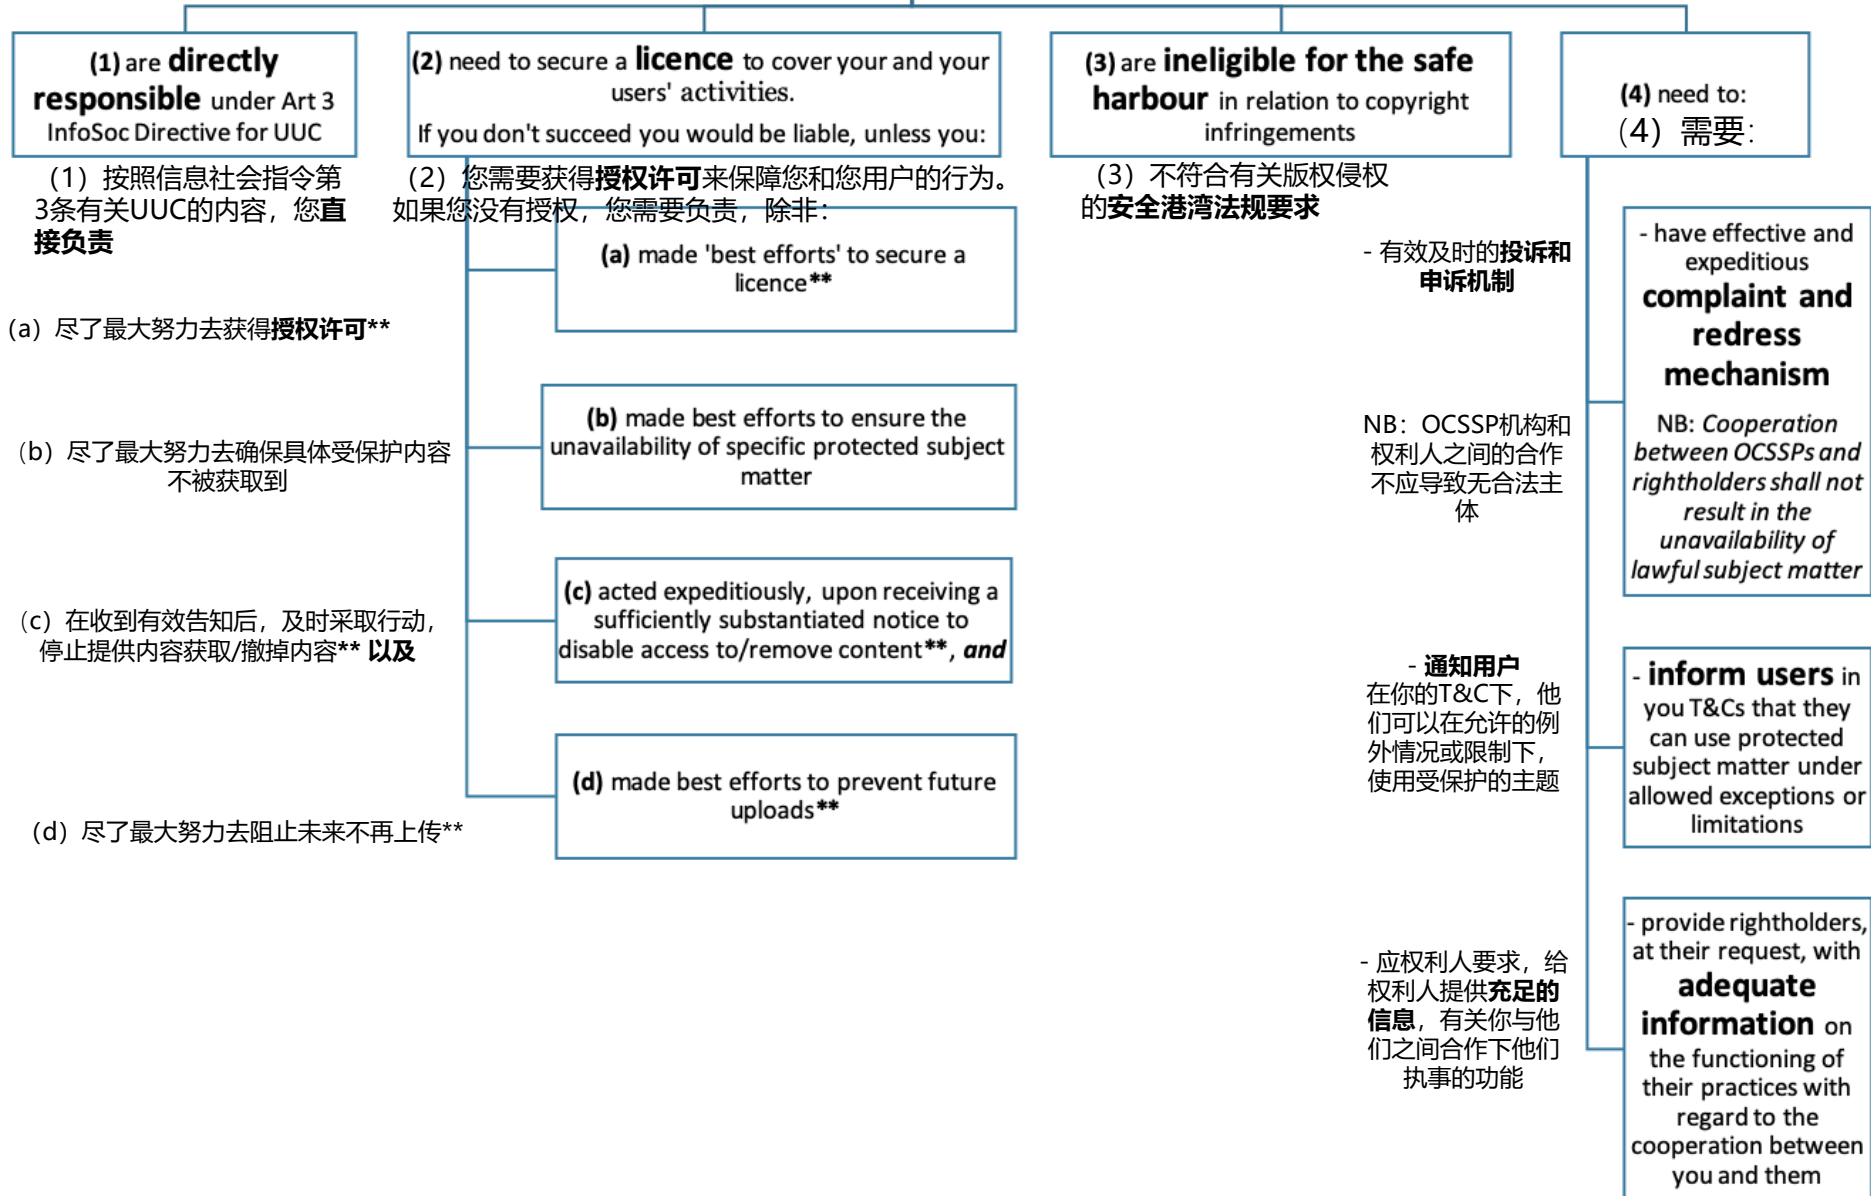 (1) are directly
responsible under Art 3
InfoSoc Directive for UUC
（1）按照信息社会指令第
3条有关UUC的内容，您直
接负责
(2) need to secure a licence to cover your and your
users' activities.
If you don't succeed you would be liable, unless you:
（2）您需要获得授权许可来保障您和您用户的行为。
如果您没有授权，您需要负责，除非：
(a) made 'best efforts' to secure a
licence**
（a）尽了最大努力去获得授权许可**
(b) made best efforts to ensure the
unavailability of specific protected subject
matter
（b）尽了最大努力去确保具体受保护内容
不被获取到
(c) acted expeditiously, upon receiving a
sufficiently substantiated notice to
disable access to/remove content**, and
（c）在收到有效告知后，及时采取行动，
停止提供内容获取/撤掉内容** 以及
(d) made best efforts to prevent future
uploads**
（d）尽了最大努力去阻止未来不再上传**
(3) are ineligible for the safe
harbour in relation to copyright
infringements
（3）不符合有关版权侵权
的安全港湾法规要求
(4) need to:
（4）需要：
- have effective and
expeditious
complaint and
redress
mechanism
NB: Cooperation
between OCSSPs and
rightholders shall not
result in the
unavailability of
lawful subject matter
- 有效及时的投诉和
申诉机制
NB：OCSSP机构和
权利人之间的合作
不应导致无合法主
体
- inform users in
you T&Cs that they
can use protected
subject matter under
allowed exceptions or
limitations
- 通知用户
在你的T&C下，他
们可以在允许的例
外情况或限制下，
使用受保护的主题
- provide rightholders,
at their request, with
adequate
information on
the functioning of
their practices with
regard to the
cooperation between
you and them
- 应权利人要求，给
权利人提供充足的
信息，有关你与他
们之间合作下他们
执事的功能